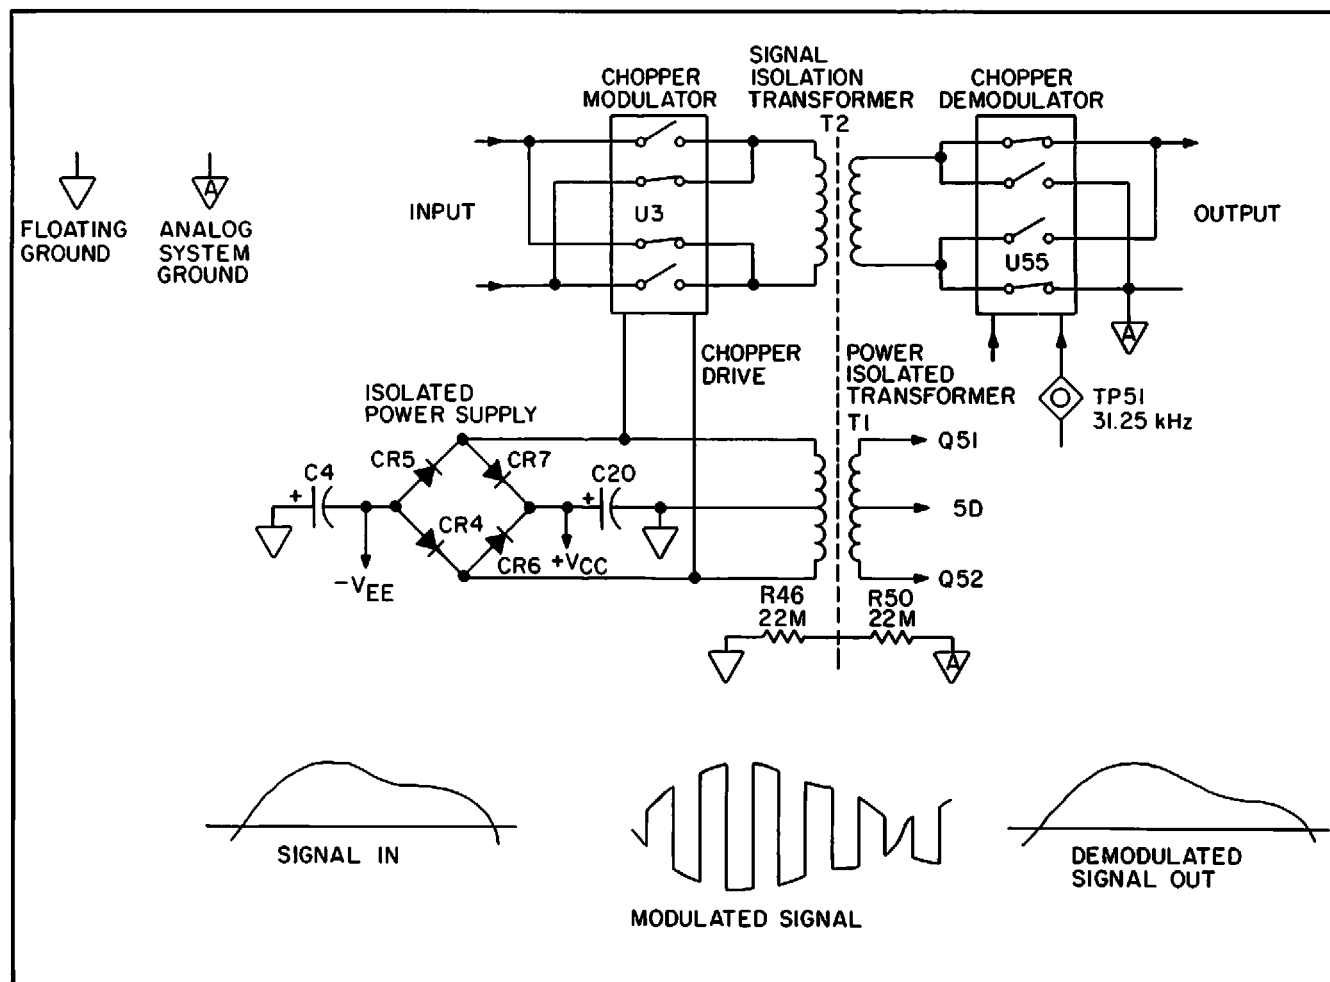 SIGNAL
ISOLATION
TRANSFORMER
T2
CHOPPER
MODULATOR
CHOPPER
DEMODULATOR
A
FLOATING
GROUND
ANALOG
SYSTEM
GROUND
INPUT
U3
U55
OUTPUT
A
CHOPPER
DRIVE
POWER
ISOLATED
TRANSFORMER
T1
TP51
31.25 kHz
ISOLATED
POWER SUPPLY
CR5
CR7
C4
+
C20
+
CR4
CR6
-VEE
+VCC
Q51
5D
Q52
R46
22M
R50
22M
A
SIGNAL IN
MODULATED SIGNAL
DEMODULATED
SIGNAL OUT